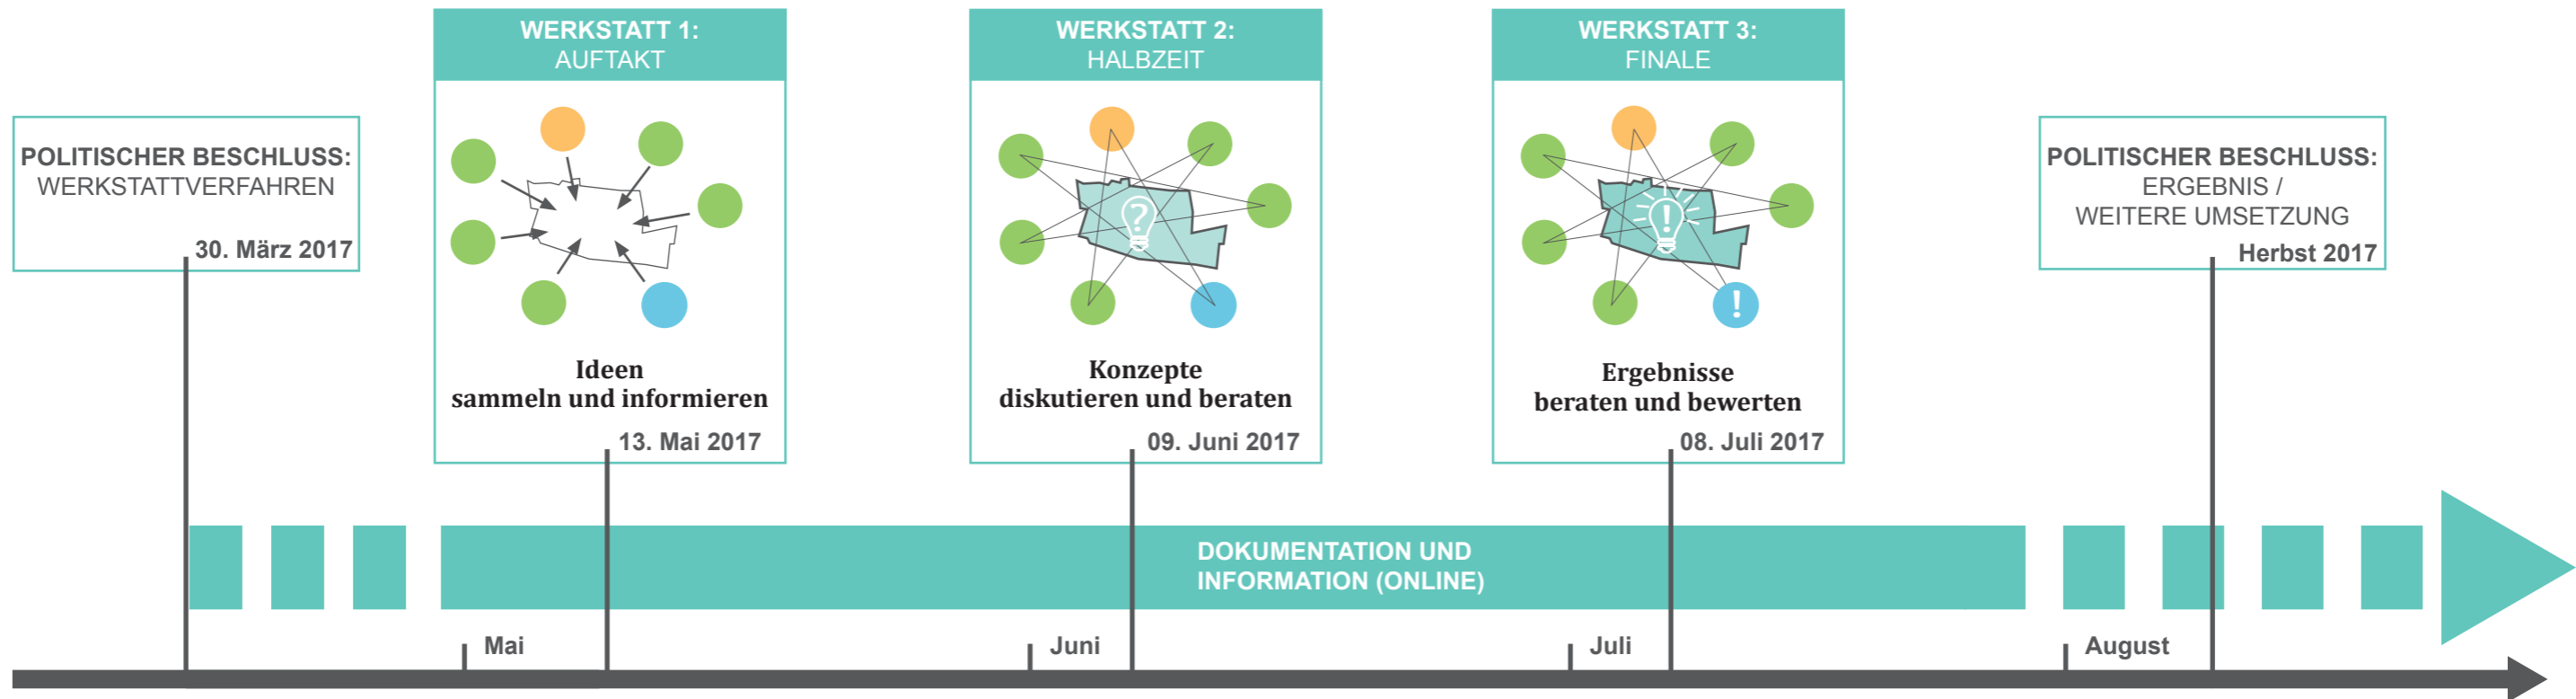 POLITISCHER BESCHLUSS:
WERKSTATTVERFAHREN
30. März 2017
WERKSTATT 1:
AUFTAKT
Ideen
sammeln und informieren
13. Mai 2017
WERKSTATT 2:
HALBZEIT
?
Konzepte
diskutieren und beraten
09. Juni 2017
WERKSTATT 3:
FINALE
!
!
Ergebnisse
beraten und bewerten
08. Juli 2017
POLITISCHER BESCHLUSS:
ERGEBNIS /
WEITERE UMSETZUNG
Herbst 2017
DOKUMENTATION UND
INFORMATION (ONLINE)
Mai
Juni
Juli
August